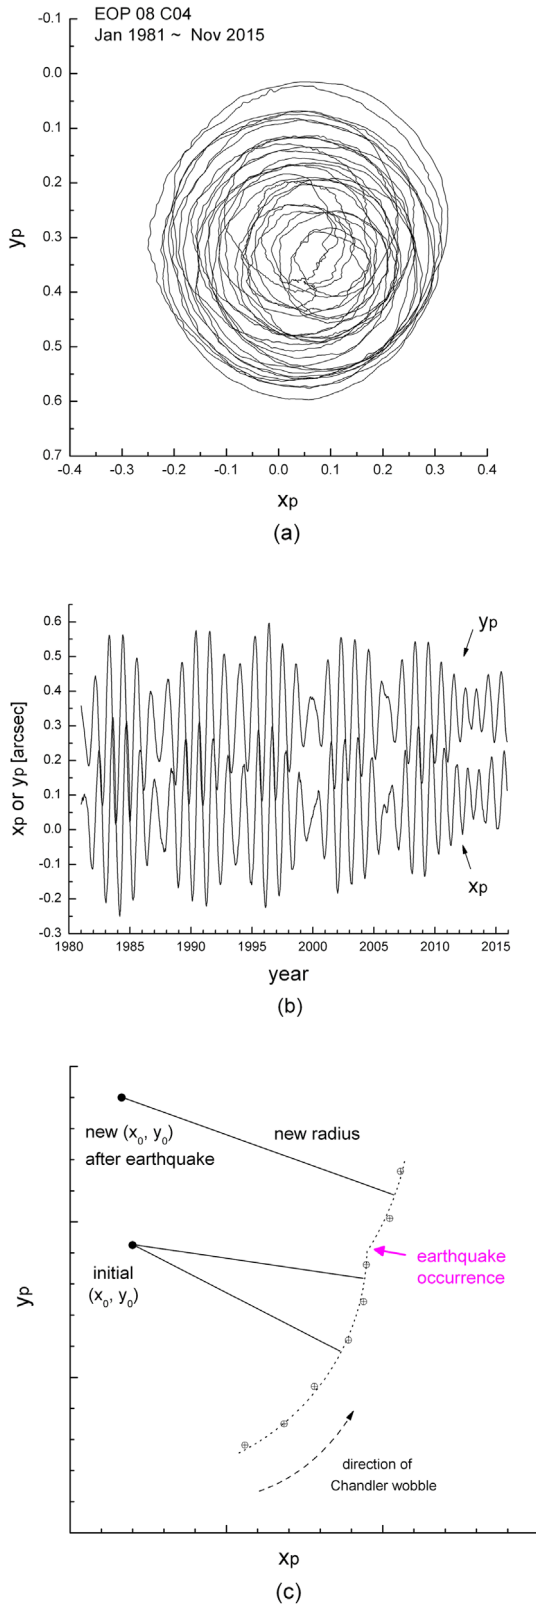 EOP 08 C04
Jan 1981 ~ Nov 2015
-0.1
0.0
0.1
0.2
0.3
0.4
0.5
0.6
0.7
yp
-0.4 -0.3 -0.2 -0.1 0.0 0.1 0.2 0.3 0.4
xp
(a)
0.6
0.5
0.4
0.3
0.2
0.1
0.0
-0.1
-0.2
-0.3
xp or yp [arcsec]
yp
xp
1980 1985 1990 1995 2000 2005 2010 2015
year
(b)
new (x0, y0)
after earthquake
new radius
initial
(x0, y0)
earthquake
occurrence
direction of
Chandler wobble
yp
xp
(c)